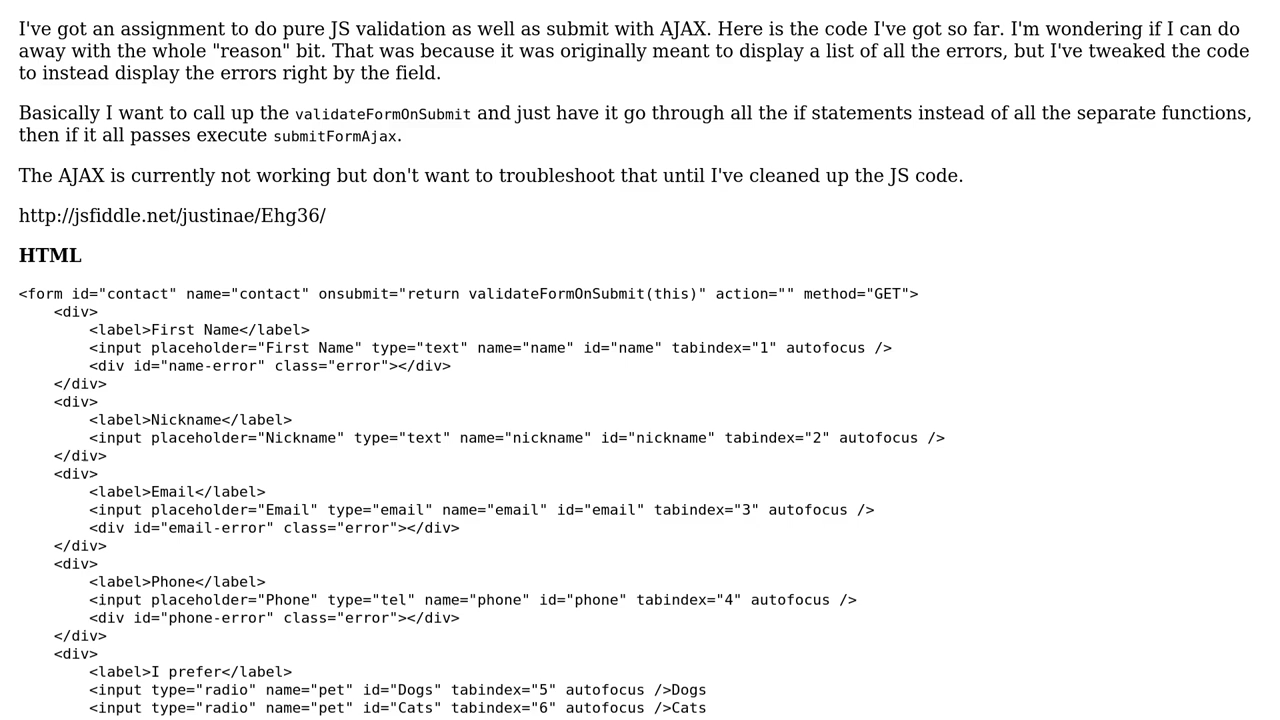 I've got an assignment to do pure JS validation as well as submit with AJAX. Here is the code I've got so far. I'm wondering if I can do
away with the whole "reason" bit. That was because it was originally meant to display a list of all the errors, but I've tweaked the code
to instead display the errors right by the field.
Basically I want to call up the validateFormOnSubmit and just have it go through all the if statements instead of all the separate functions,
then if it all passes execute submitFormAjax.
The AJAX is currently not working but don't want to troubleshoot that until I've cleaned up the JS code.
http://jsfiddle.net/justinae/Ehg36/
HTML
<form id="contact" name="contact" onsubmit="return validateFormOnSubmit(this)" action="" method="GET">
    <div>
        <label>First Name</label>
        <input placeholder="First Name" type="text" name="name" id="name" tabindex="1" autofocus />
        <div id="name-error" class="error"></div>
    </div>
    <div>
        <label>Nickname</label>
        <input placeholder="Nickname" type="text" name="nickname" id="nickname" tabindex="2" autofocus />
    </div>
    <div>
        <label>Email</label>
        <input placeholder="Email" type="email" name="email" id="email" tabindex="3" autofocus />
        <div id="email-error" class="error"></div>
    </div>
    <div>
        <label>Phone</label>
        <input placeholder="Phone" type="tel" name="phone" id="phone" tabindex="4" autofocus />
        <div id="phone-error" class="error"></div>
    </div>
    <div>
        <label>I prefer</label>
        <input type="radio" name="pet" id="Dogs" tabindex="5" autofocus />Dogs
        <input type="radio" name="pet" id="Cats" tabindex="6" autofocus />Cats